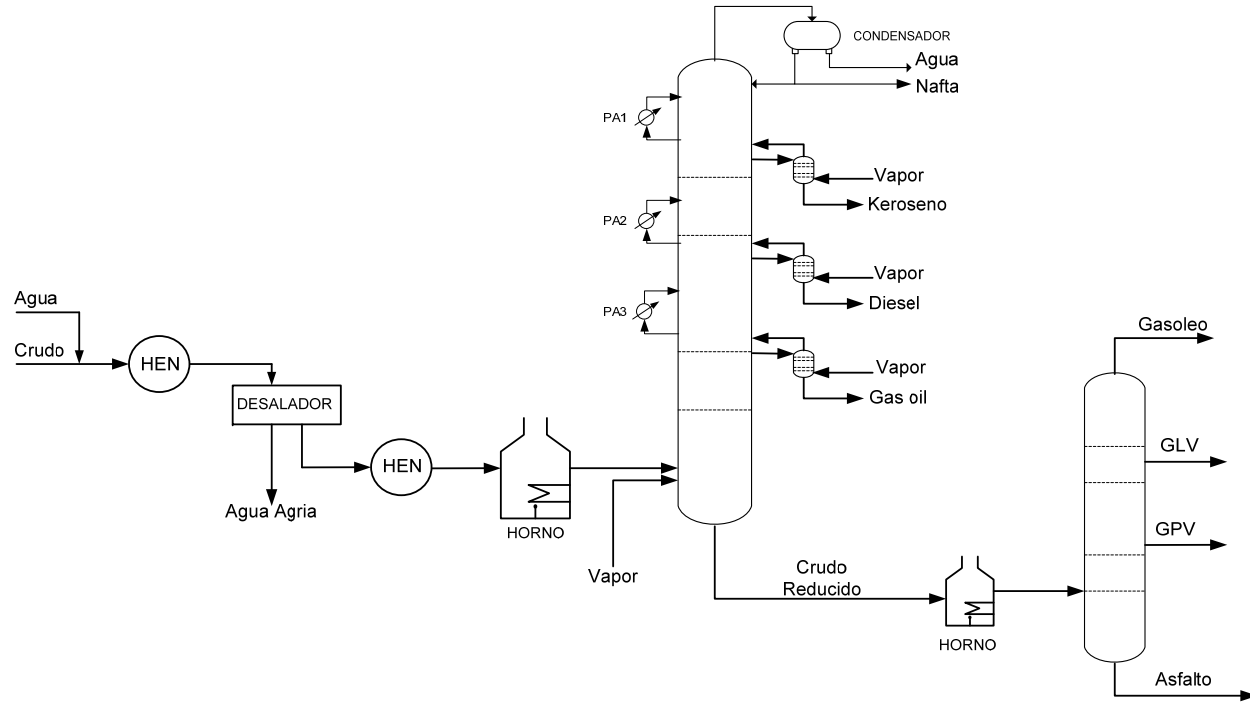 CONDENSADOR
Agua
Nafta
PA1
Vapor
Keroseno
PA2
Vapor
Diesel
PA3
Vapor
Gas oil
Agua
Crudo
HEN
DESALADOR
Agua Agria
HEN
HORNO
Vapor
Crudo
Reducido
HORNO
Gasoleo
GLV
GPV
Asfalto